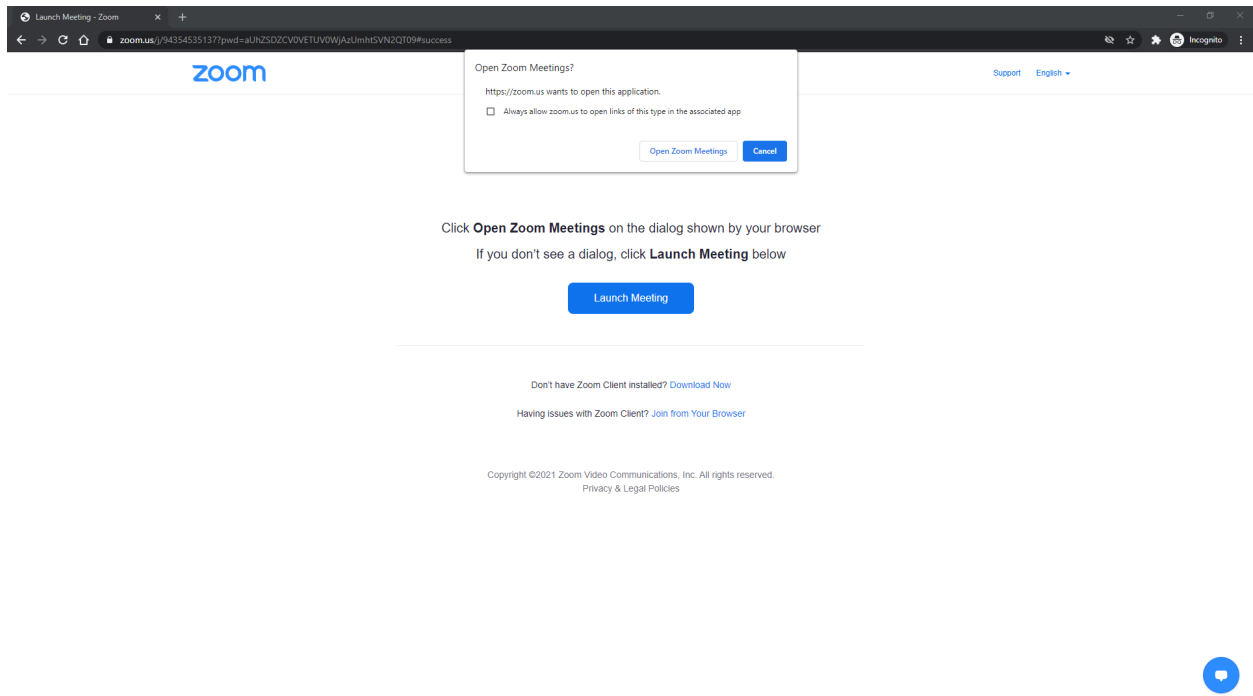 Launch Meeting - Zoom
zoom.us/j/94354535137?pwd=aUhZSDZCV0VETUV0WjAzUmhtSVN2QT09#success
Incognito
zoom
Support English
Open Zoom Meetings?
https://zoom.us wants to open this application.
Always allow zoom.us to open links of this type in the associated app
Open Zoom Meetings Cancel
Click Open Zoom Meetings on the dialog shown by your browser
If you don't see a dialog, click Launch Meeting below
Launch Meeting
Don't have Zoom Client installed? Download Now
Having issues with Zoom Client? Join from Your Browser
Copyright ©2021 Zoom Video Communications, Inc. All rights reserved.
Privacy & Legal Policies